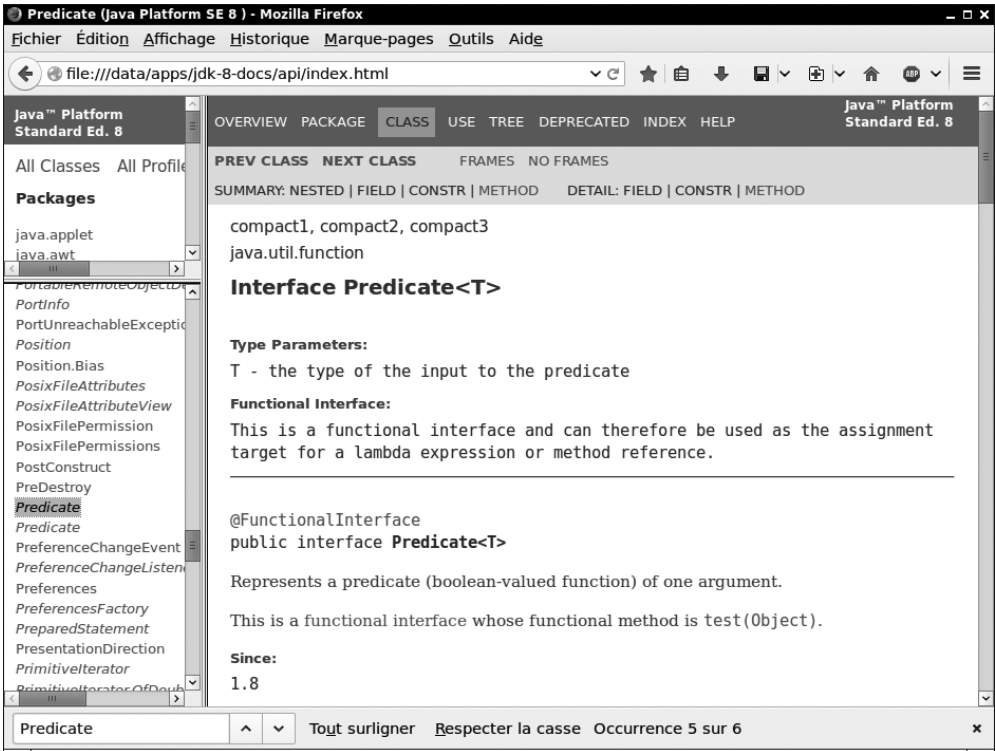 Predicate (Java Platform SE 8 ) - Mozilla Firefox
Fichier Édition Affichage Historique Marque-pages Outils Aide
file:///data/apps/jdk-8-docs/api/index.html
ABP
Java™ Platform
Standard Ed. 8
All Classes All Profile
Packages
java.applet
java.awt
PortableRemoteObjectDe
PortInfo
PortUnreachableExceptio
Position
Position.Bias
PosixFileAttributes
PosixFileAttributeView
PosixFilePermission
PosixFilePermissions
PostConstruct
PreDestroy
Predicate
Predicate
PreferenceChangeEvent
PreferenceChangeListene
Preferences
PreferencesFactory
PreparedStatement
PresentationDirection
PrimitiveIterator
PrimitiveIterator.OfDoub
OVERVIEW PACKAGE CLASS USE TREE DEPRECATED INDEX HELP
Java™ Platform
Standard Ed. 8
PREV CLASS NEXT CLASS FRAMES NO FRAMES
SUMMARY: NESTED | FIELD | CONSTR | METHOD DETAIL: FIELD | CONSTR | METHOD
compact1, compact2, compact3
java.util.function
Interface Predicate<T>
Type Parameters:
T - the type of the input to the predicate
Functional Interface:
This is a functional interface and can therefore be used as the assignment
target for a lambda expression or method reference.
@FunctionalInterface
public interface Predicate<T>
Represents a predicate (boolean-valued function) of one argument.
This is a functional interface whose functional method is test(Object).
Since:
1.8
Predicate Tout surligner Respecter la casse Occurrence 5 sur 6